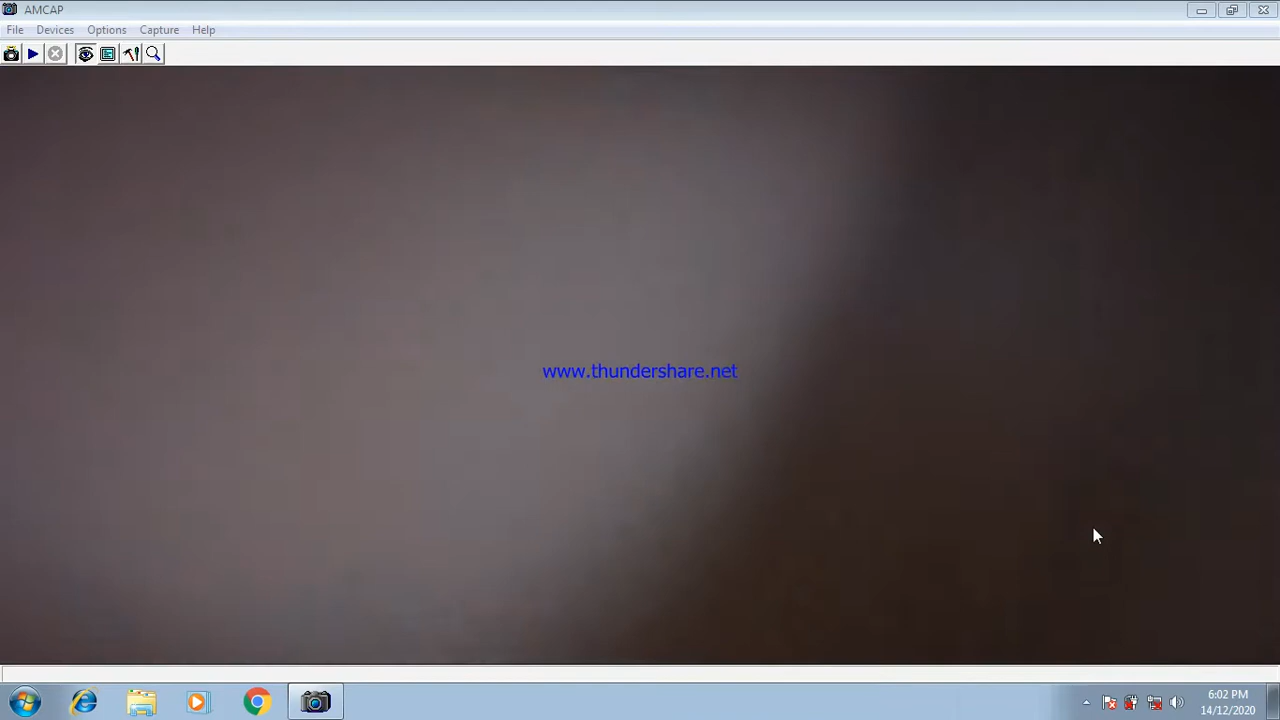 AMCAP
File Devices Options Capture Help
www.thundershare.net
6:02 PM
14/12/2020